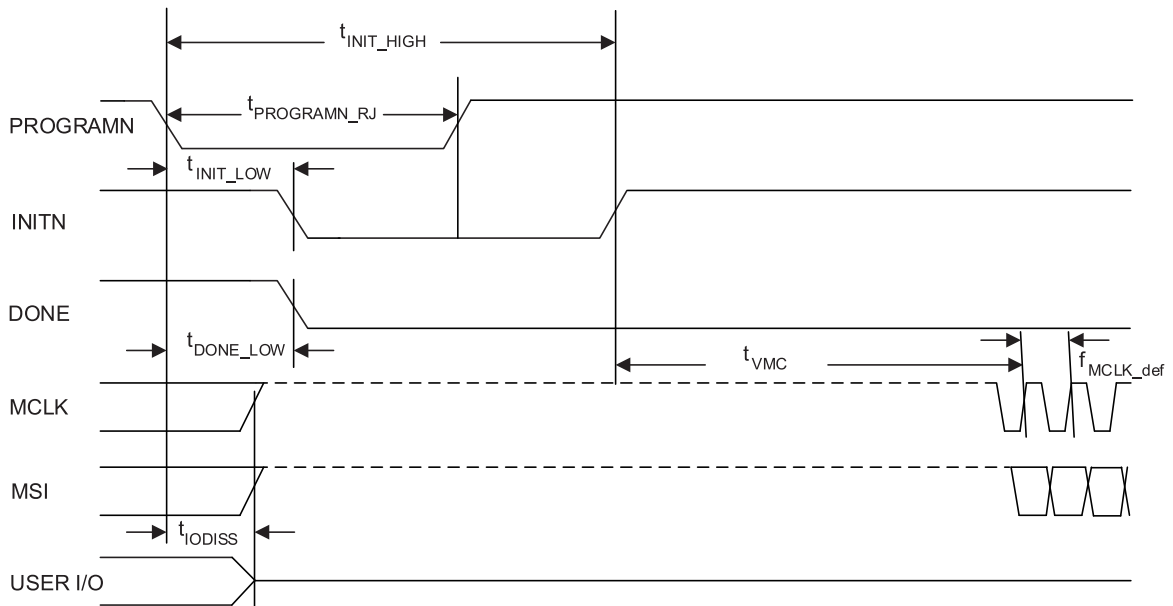 tINIT_HIGH
tPROGRAMN_RJ
PROGRAMN
tINIT_LOW
INITN
DONE
tDONE_LOW
tVMC
fMCLK_def
MCLK
MSI
tIODISS
USER I/O